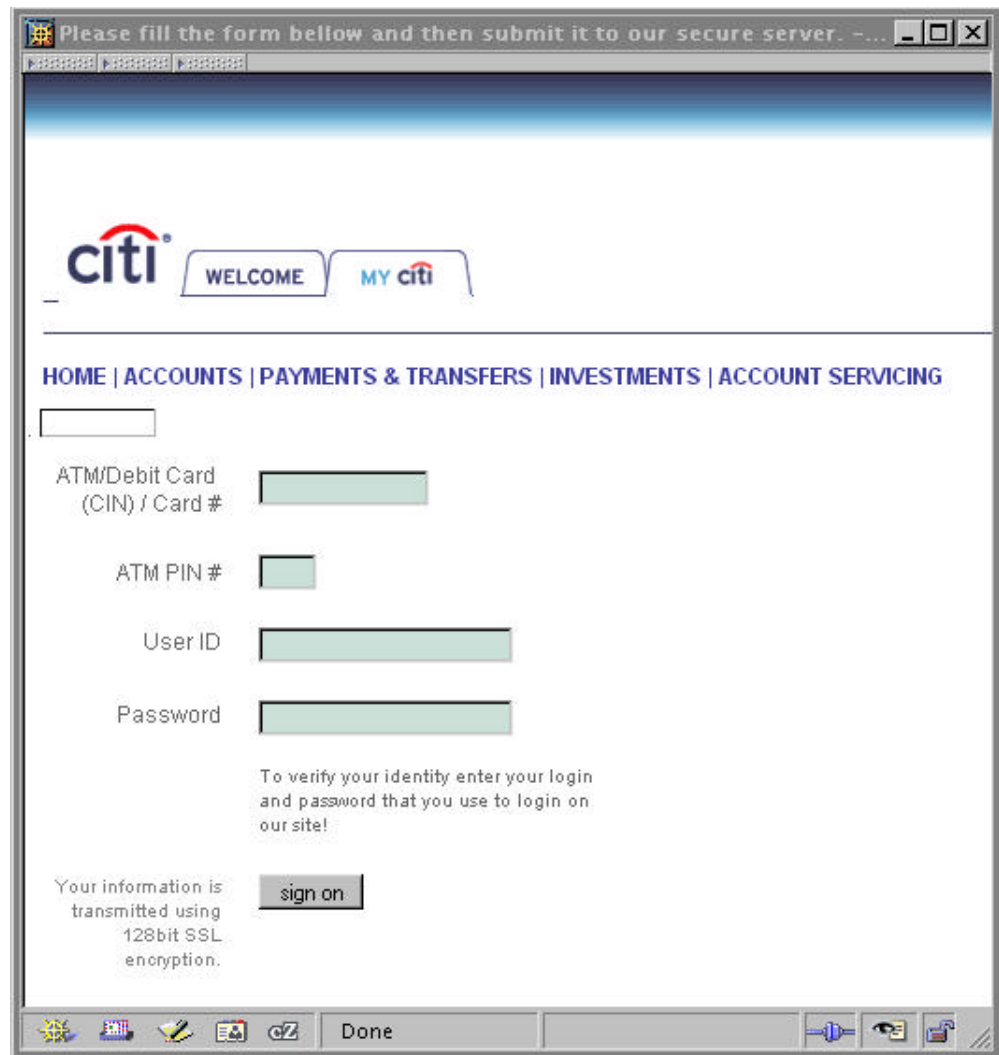 Please fill the form bellow and then submit it to our secure server. -...
citi®
WELCOME
MY citi
HOME | ACCOUNTS | PAYMENTS & TRANSFERS | INVESTMENTS | ACCOUNT SERVICING
ATM/Debit Card
(CIN) / Card #
ATM PIN #
User ID
Password
To verify your identity enter your login
and password that you use to login on
our site!
Your information is
transmitted using
128bit SSL
encryption.
sign on
cZ
Done